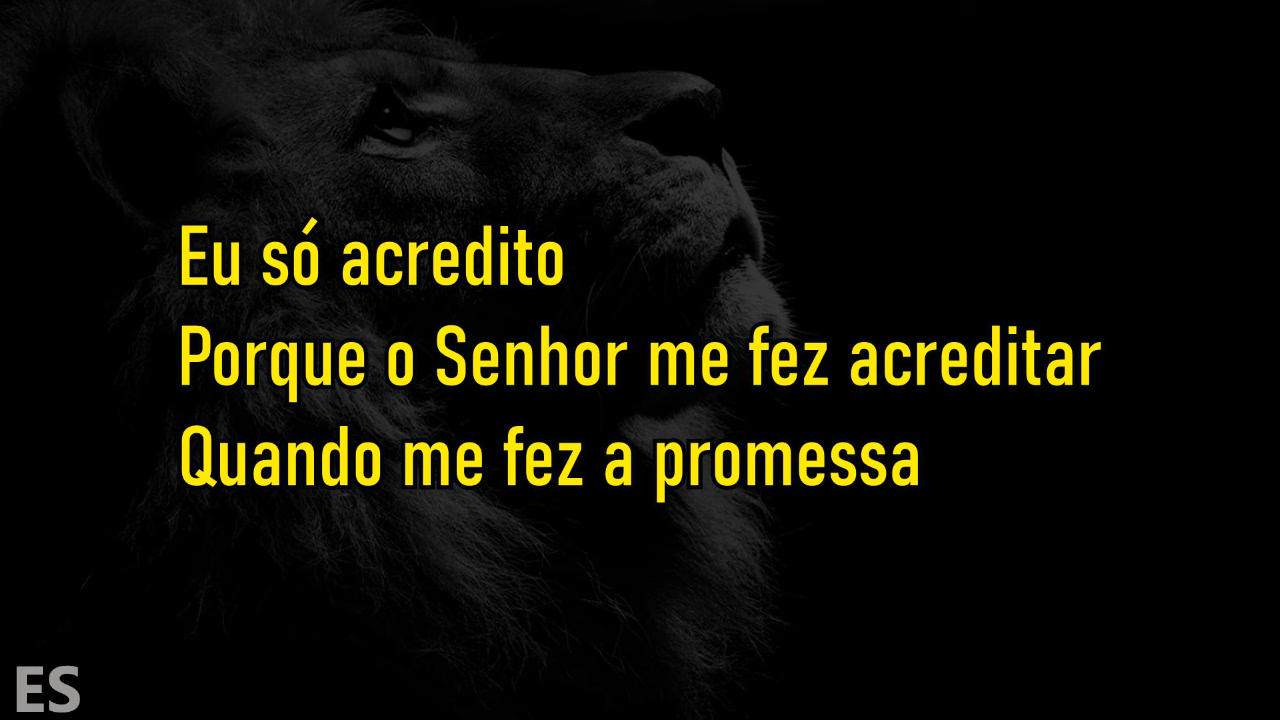 Eu só acredito
Porque o Senhor me fez acreditar
Quando me fez a promessa
ES